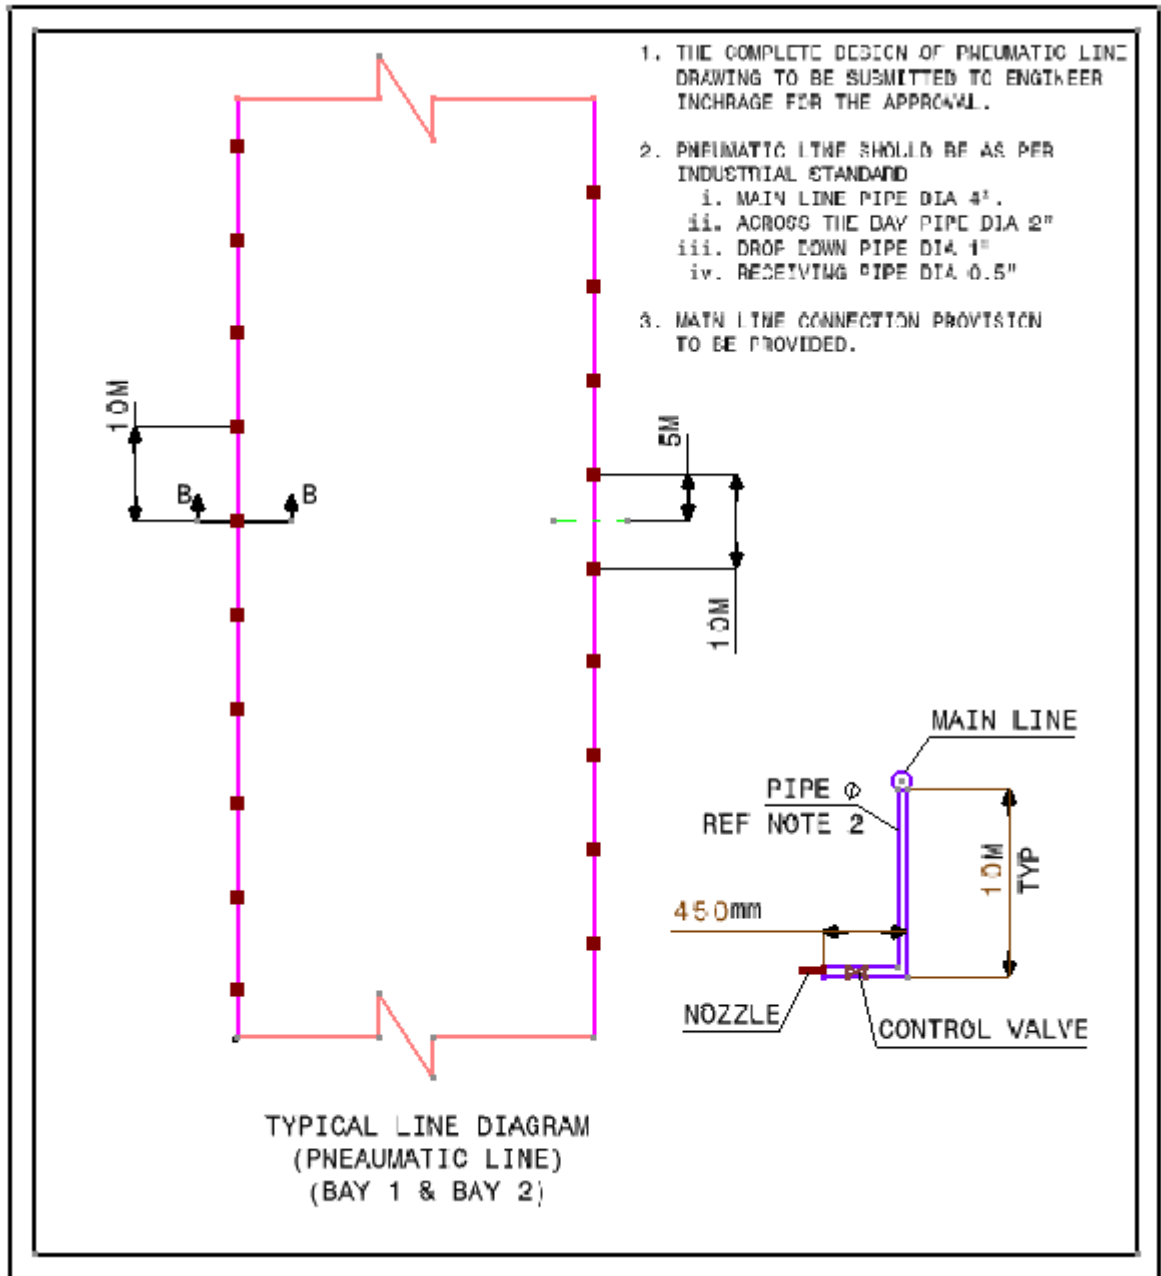 1. THE COMPLETE DESIGN OF PNEUMATIC LINE
DRAWING TO BE SUBMITTED TO ENGINEER
INCHRAGE FOR THE APPROVAL.
2. PNEUMATIC LINE SHOULD BE AS PER
INDUSTRIAL STANDARD
i. MAIN LINE PIPE DIA 4".
ii. ACROSS THE BAY PIPE DIA 2"
iii. DROP DOWN PIPE DIA 1"
iv. RECEIVING PIPE DIA 0.5"
3. MAIN LINE CONNECTION PROVISION
TO BE PROVIDED.
10M
5M
B
B
10M
MAIN LINE
PIPE Ø
REF NOTE 2
10M
TYP
450mm
NOZZLE
CONTROL VALVE
TYPICAL LINE DIAGRAM
(PNEAUMATIC LINE)
(BAY 1 & BAY 2)